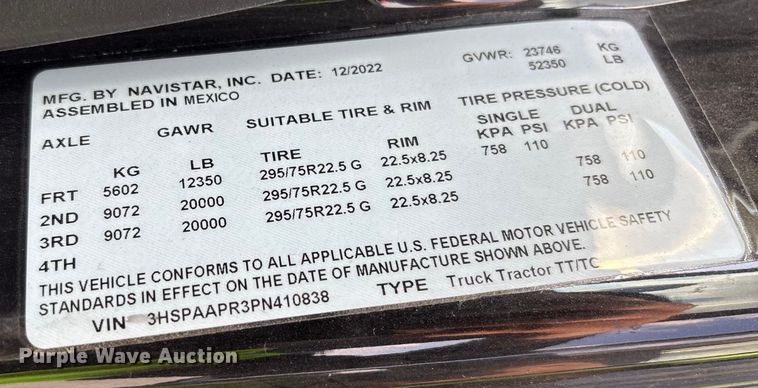 MFG. BY NAVISTAR, INC. DATE: 12/2022 GVWR: 23746 KG
ASSEMBLED IN MEXICO 52350 LB
AXLE GAWR SUITABLE TIRE & RIM TIRE PRESSURE (COLD)
SINGLE DUAL
KG LB TIRE RIM KPA PSI KPA PSI
FRT 5602 12350 295/75R22.5 G 22.5x8.25 758 110
2ND 9072 20000 295/75R22.5 G 22.5x8.25 758 110
3RD 9072 20000 295/75R22.5 G 22.5x8.25 758 110
4TH
THIS VEHICLE CONFORMS TO ALL APPLICABLE U.S. FEDERAL MOTOR VEHICLE SAFETY
STANDARDS IN EFFECT ON THE DATE OF MANUFACTURE SHOWN ABOVE.
VIN 3HSPAAPR3PN410838 TYPE Truck Tractor TT/TC
Purple Wave Auction